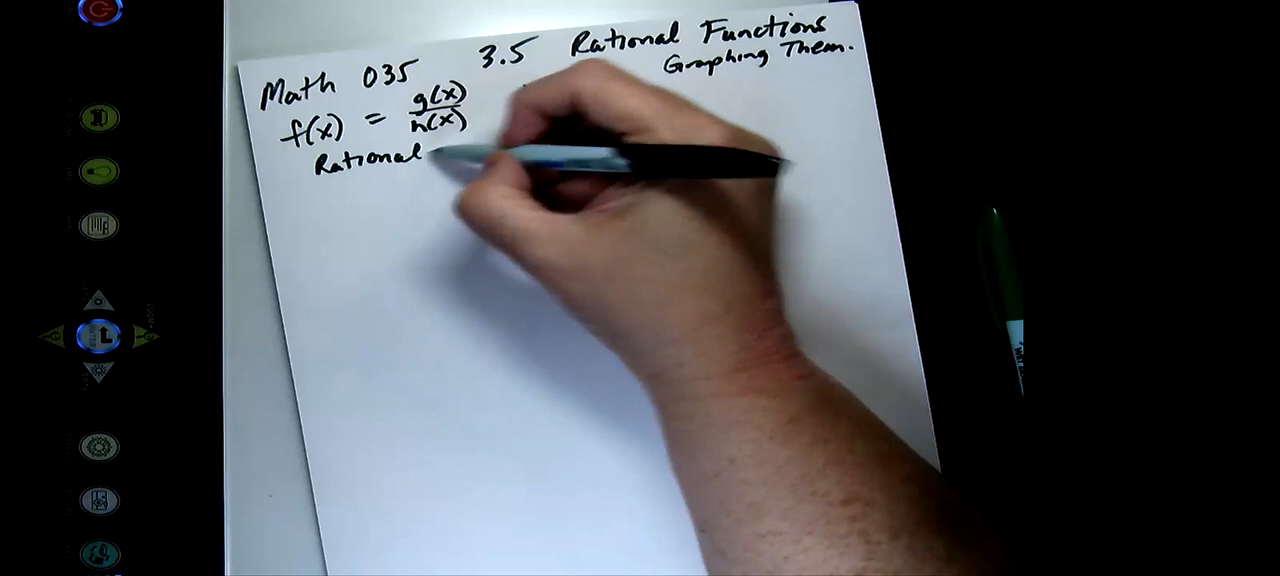 Math 035 3.5 Rational Functions
Graphing Them.
f(x) = g(x)/h(x)
Rational